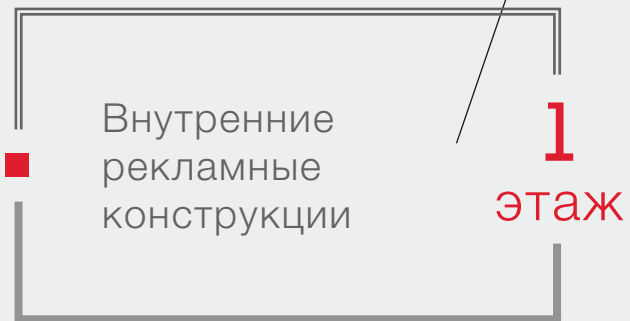 Внутренние
рекламные
конструкции
1
этаж